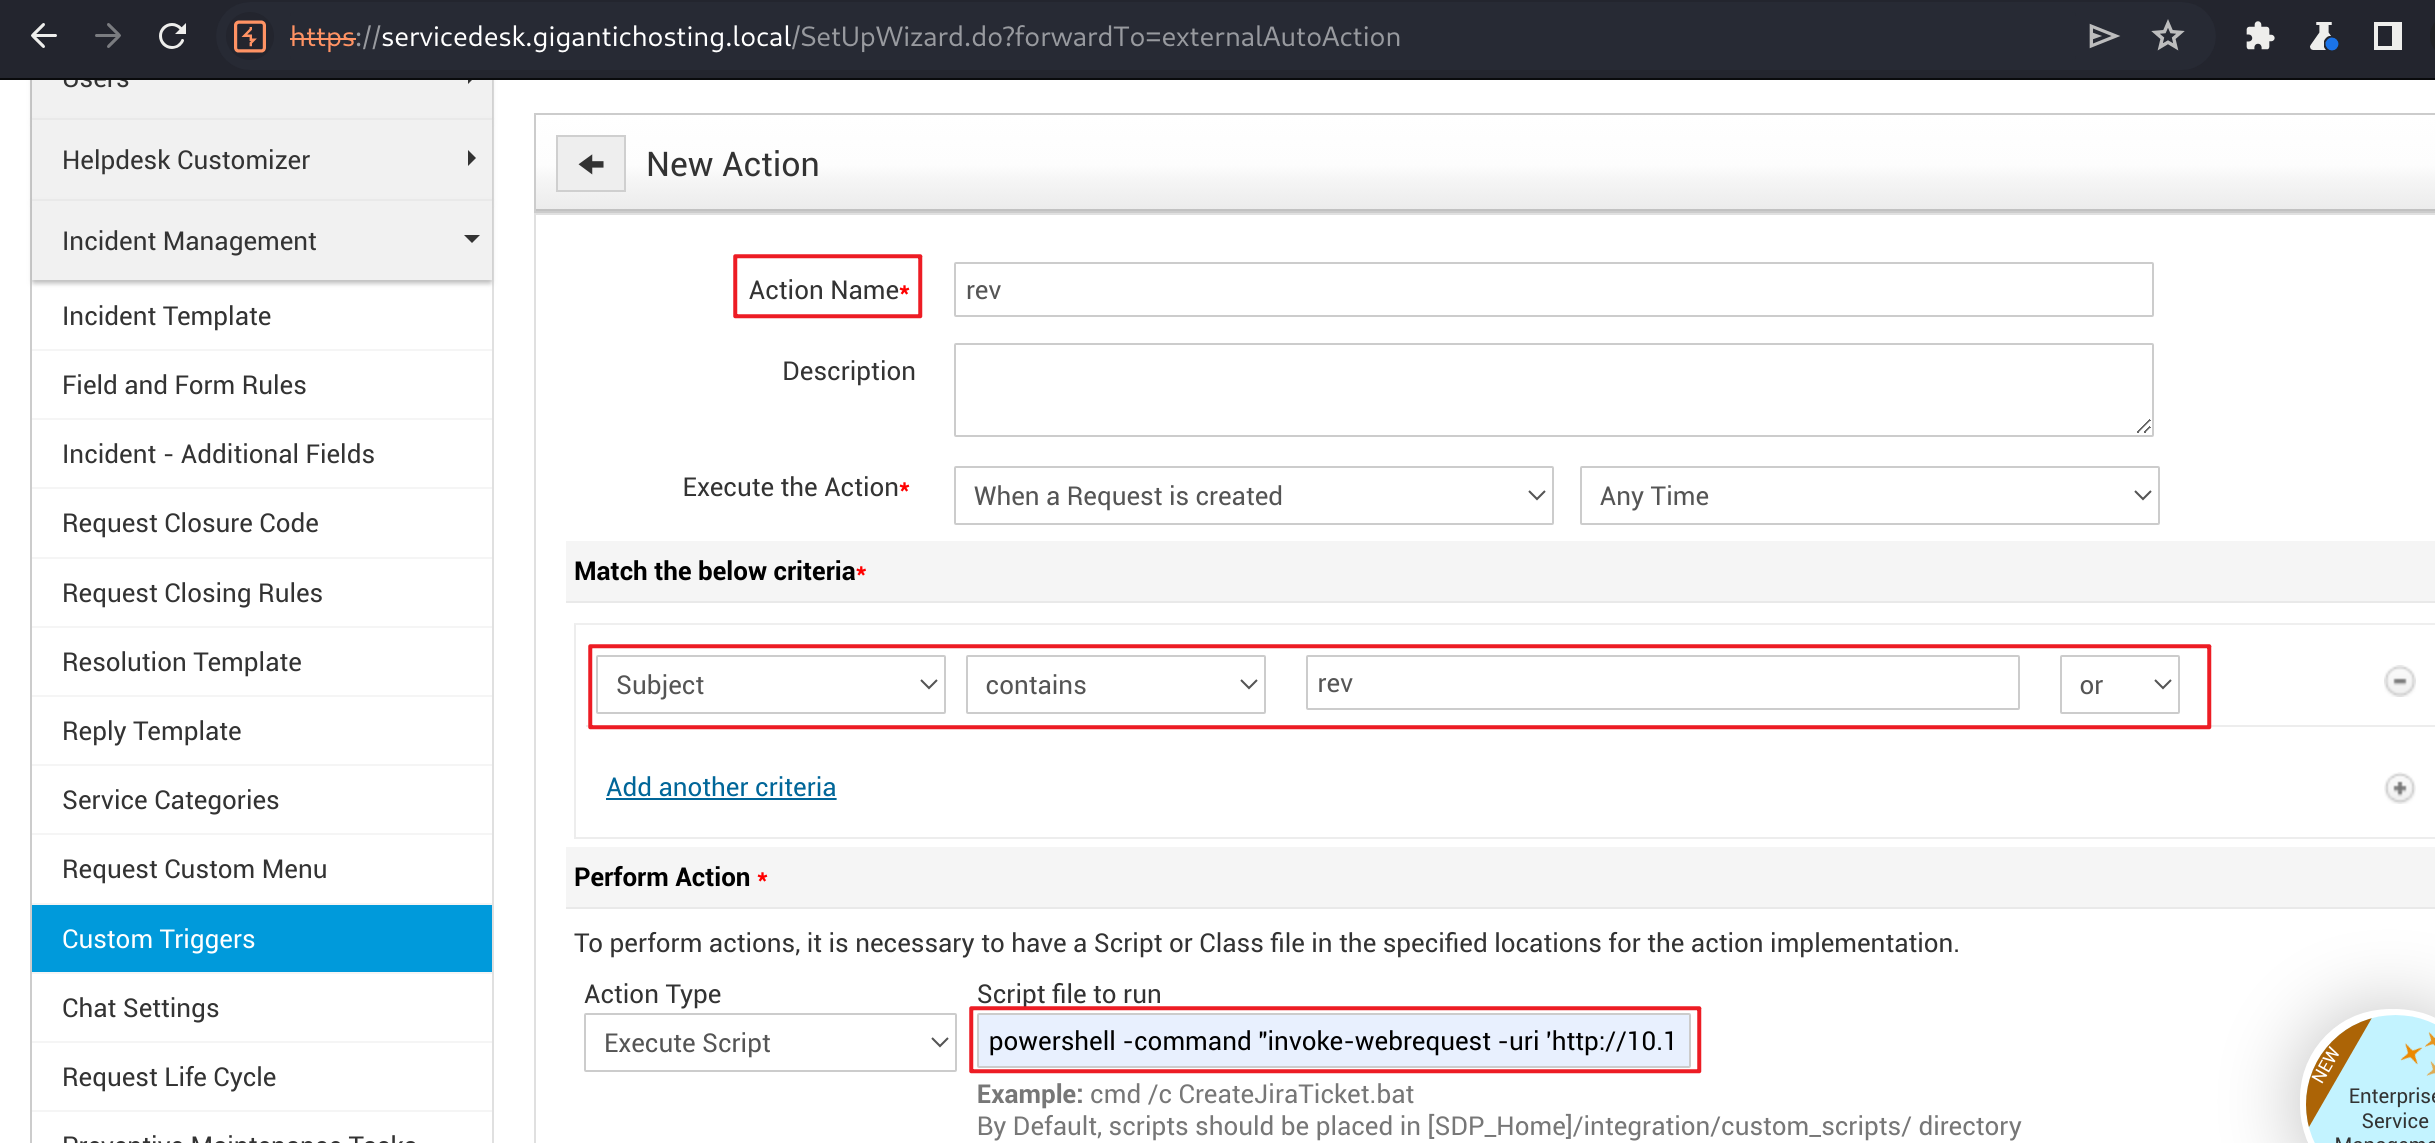 https://servicedesk.gigantichosting.local/SetUpWizard.do?forwardTo=externalAutoAction
Users
Helpdesk Customizer
Incident Management
Incident Template
Field and Form Rules
Incident - Additional Fields
Request Closure Code
Request Closing Rules
Resolution Template
Reply Template
Service Categories
Request Custom Menu
Custom Triggers
Chat Settings
Request Life Cycle
Preventive Maintenance Tasks
New Action
Action Name* rev
Description
Execute the Action* When a Request is created Any Time
Match the below criteria*
Subject contains rev or
Add another criteria
Perform Action *
To perform actions, it is necessary to have a Script or Class file in the specified locations for the action implementation.
Action Type Script file to run
Execute Script powershell -command "invoke-webrequest -uri 'http://10.1
Example: cmd /c CreateJiraTicket.bat
By Default, scripts should be placed in [SDP_Home]/integration/custom_scripts/ directory
NEW
Enterprise
Service
Management